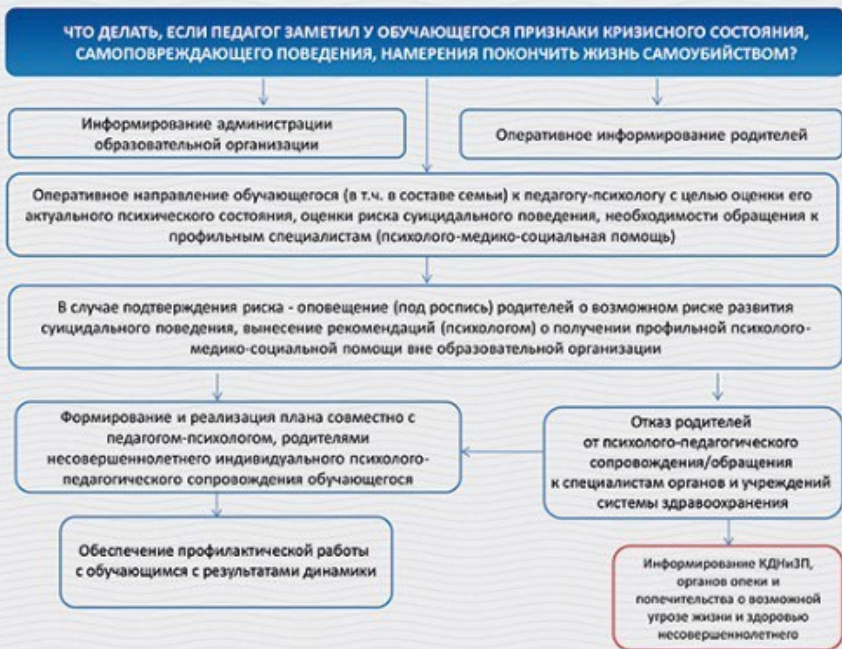 ЧТО ДЕЛАТЬ, ЕСЛИ ПЕДАГОГ ЗАМЕТИЛ У ОБУЧАЮЩЕГОСЯ ПРИЗНАКИ КРИЗИСНОГО СОСТОЯНИЯ,
САМОПОВРЕЖДАЮЩЕГО ПОВЕДЕНИЯ, НАМЕРЕНИЯ ПОКОНЧИТЬ ЖИЗНЬ САМОУБИЙСТВОМ?
Информирование администрации
образовательной организации
Оперативное информирование родителей
Оперативное направление обучающегося (в т.ч. в составе семьи) к педагогу-психологу с целью оценки его
актуального психического состояния, оценки риска суицидального поведения, необходимости обращения к
профильным специалистам (психолого-медико-социальная помощь)
В случае подтверждения риска - оповещение (под роспись) родителей о возможном риске развития
суицидального поведения, вынесение рекомендаций (психологом) о получении профильной психолого-
медико-социальной помощи вне образовательной организации
Формирование и реализация плана совместно с
педагогом-психологом, родителями
несовершеннолетнего индивидуального психолого-
педагогического сопровождения обучающегося
Отказ родителей
от психолого-педагогического
сопровождения/обращения
к специалистам органов и учреждений
системы здравоохранения
Обеспечение профилактической работы
с обучающимся с результатами динамики
Информирование КДНиЗП,
органов опеки и
попечительства о возможной
угрозе жизни и здоровью
несовершеннолетнего